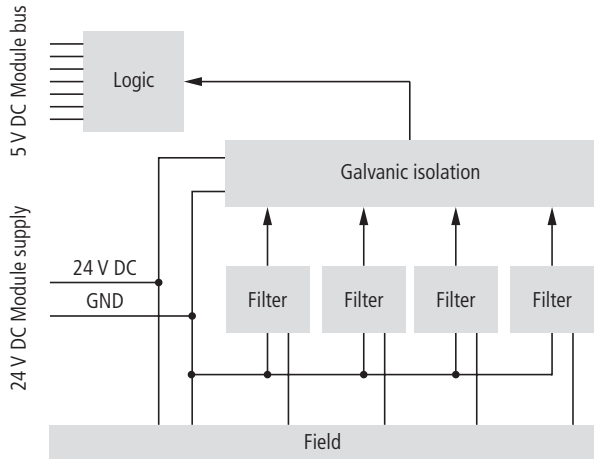 5 V DC Module bus
Logic
Galvanic isolation
24 V DC Module supply
24 V DC
GND
Filter
Filter
Filter
Filter
Field